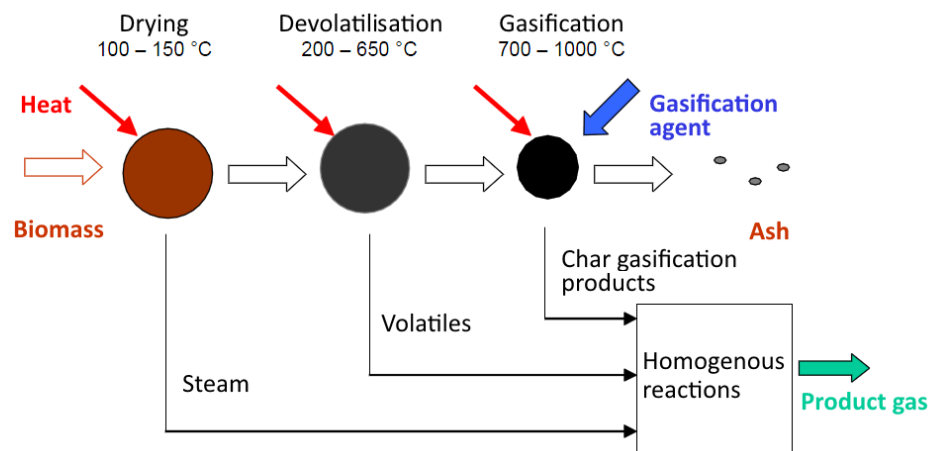 Drying
100 – 150 °C
Devolatilisation
200 – 650 °C
Gasification
700 – 1000 °C
Heat
Gasification
agent
Biomass
Ash
Char gasification
products
Volatiles
Steam
Homogenous
reactions
Product gas